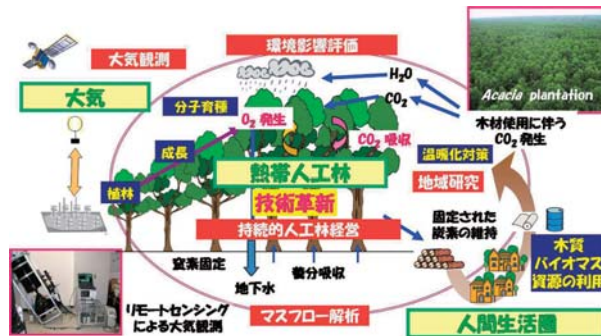 大気観測
環境影響評価
大気
分子育種
H₂O
CO₂
Acacia plantation
O₂ 発生
成長
CO₂ 吸収
木材使用に伴う
CO₂ 発生
温暖化対策
植林
熱帯人工林
地域研究
技術革新
持続的人工林経営
固定された
炭素の維持
窒素固定
養分吸収
地下水
木質
バイオマス
資源の利用
リモートセンシング
による大気観測
マスフロー解析
人間生活圏